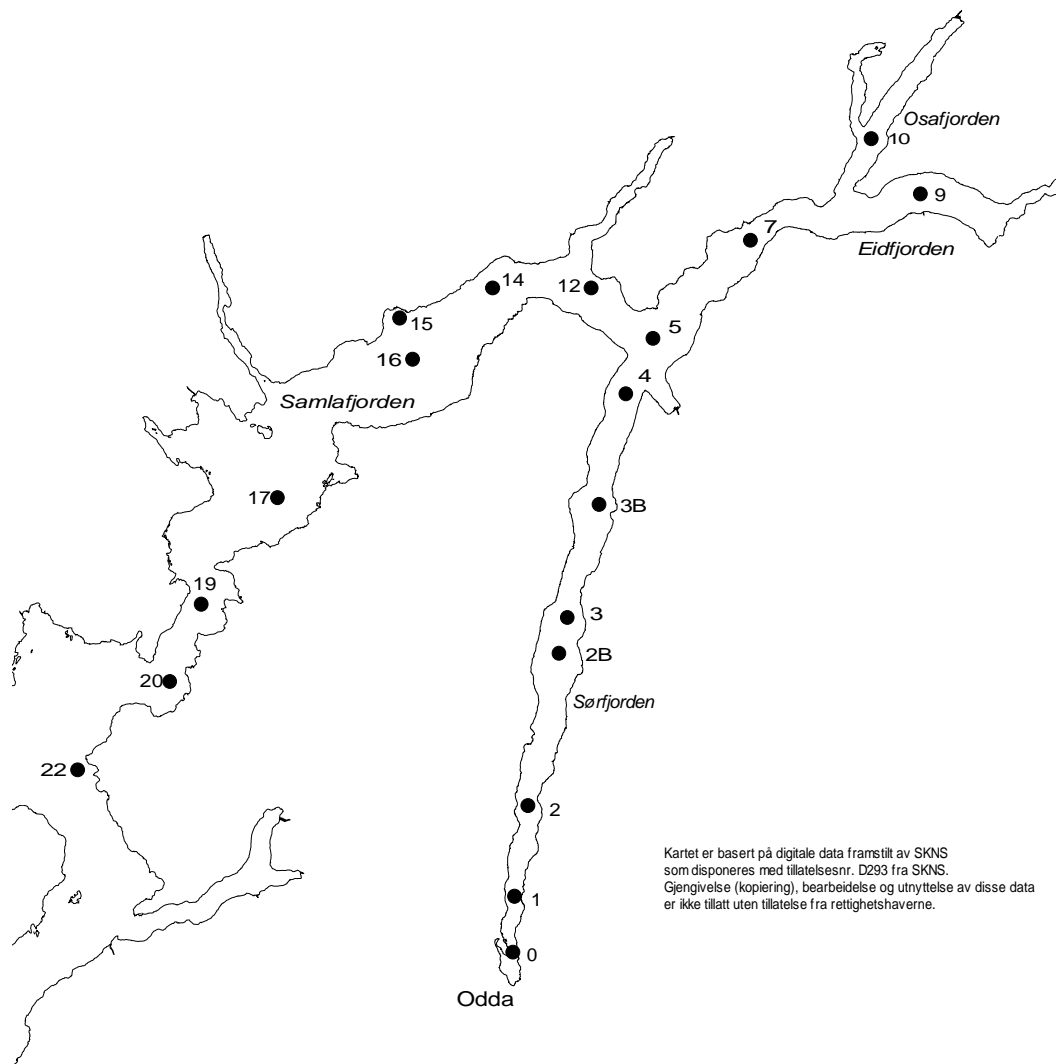 Osafjorden
10
9
7
Eidfjorden
14
12
15
5
16
4
Samlafjorden
17
3B
19
3
2B
20
Sørfjorden
22
2
Kartet er basert på digitale data framstilt av SKNS
som disponeres med tillatelsesnr. D293 fra SKNS.
Gjengivelse (kopiering), bearbeidelse og utnyttelse av disse data
er ikke tillatt uten tillatelse fra rettighetshaverne.
1
0
Odda